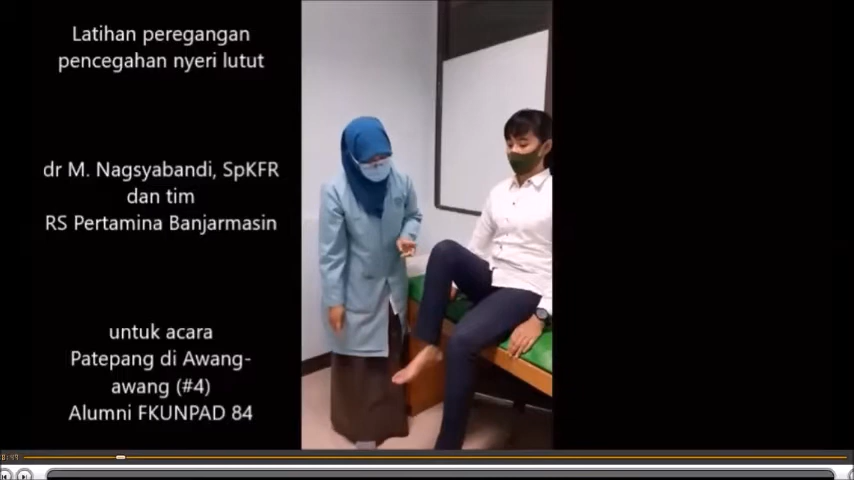 Latihan peregangan
pencegahan nyeri lutut
dr M. Nagsyabandi, SpKFR
dan tim
RS Pertamina Banjarmasin
untuk acara
Patepang di Awang-
awang (#4)
Alumni FKUNPAD 84